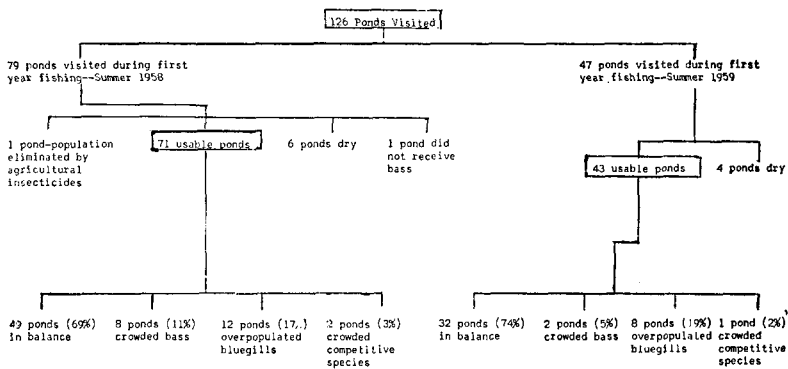 126 Ponds Visited
79 ponds visited during first
year fishing--Summer 1958
47 ponds visited during first
year fishing--Summer 1959
1 pond-population
eliminated by
agricultural
insecticides
71 usable ponds
6 ponds dry
1 pond did
not receive
bass
43 usable ponds
4 ponds dry
49 ponds (69%)
in balance
8 ponds (11%)
crowded bass
12 ponds (17.)
overpopulated
bluegills
2 ponds (3%)
crowded
competitive
species
32 ponds (74%)
in balance
2 ponds (5%)
crowded bass
8 ponds (19%)
overpopulated
bluegills
1 pond (2%)
crowded
competitive
species